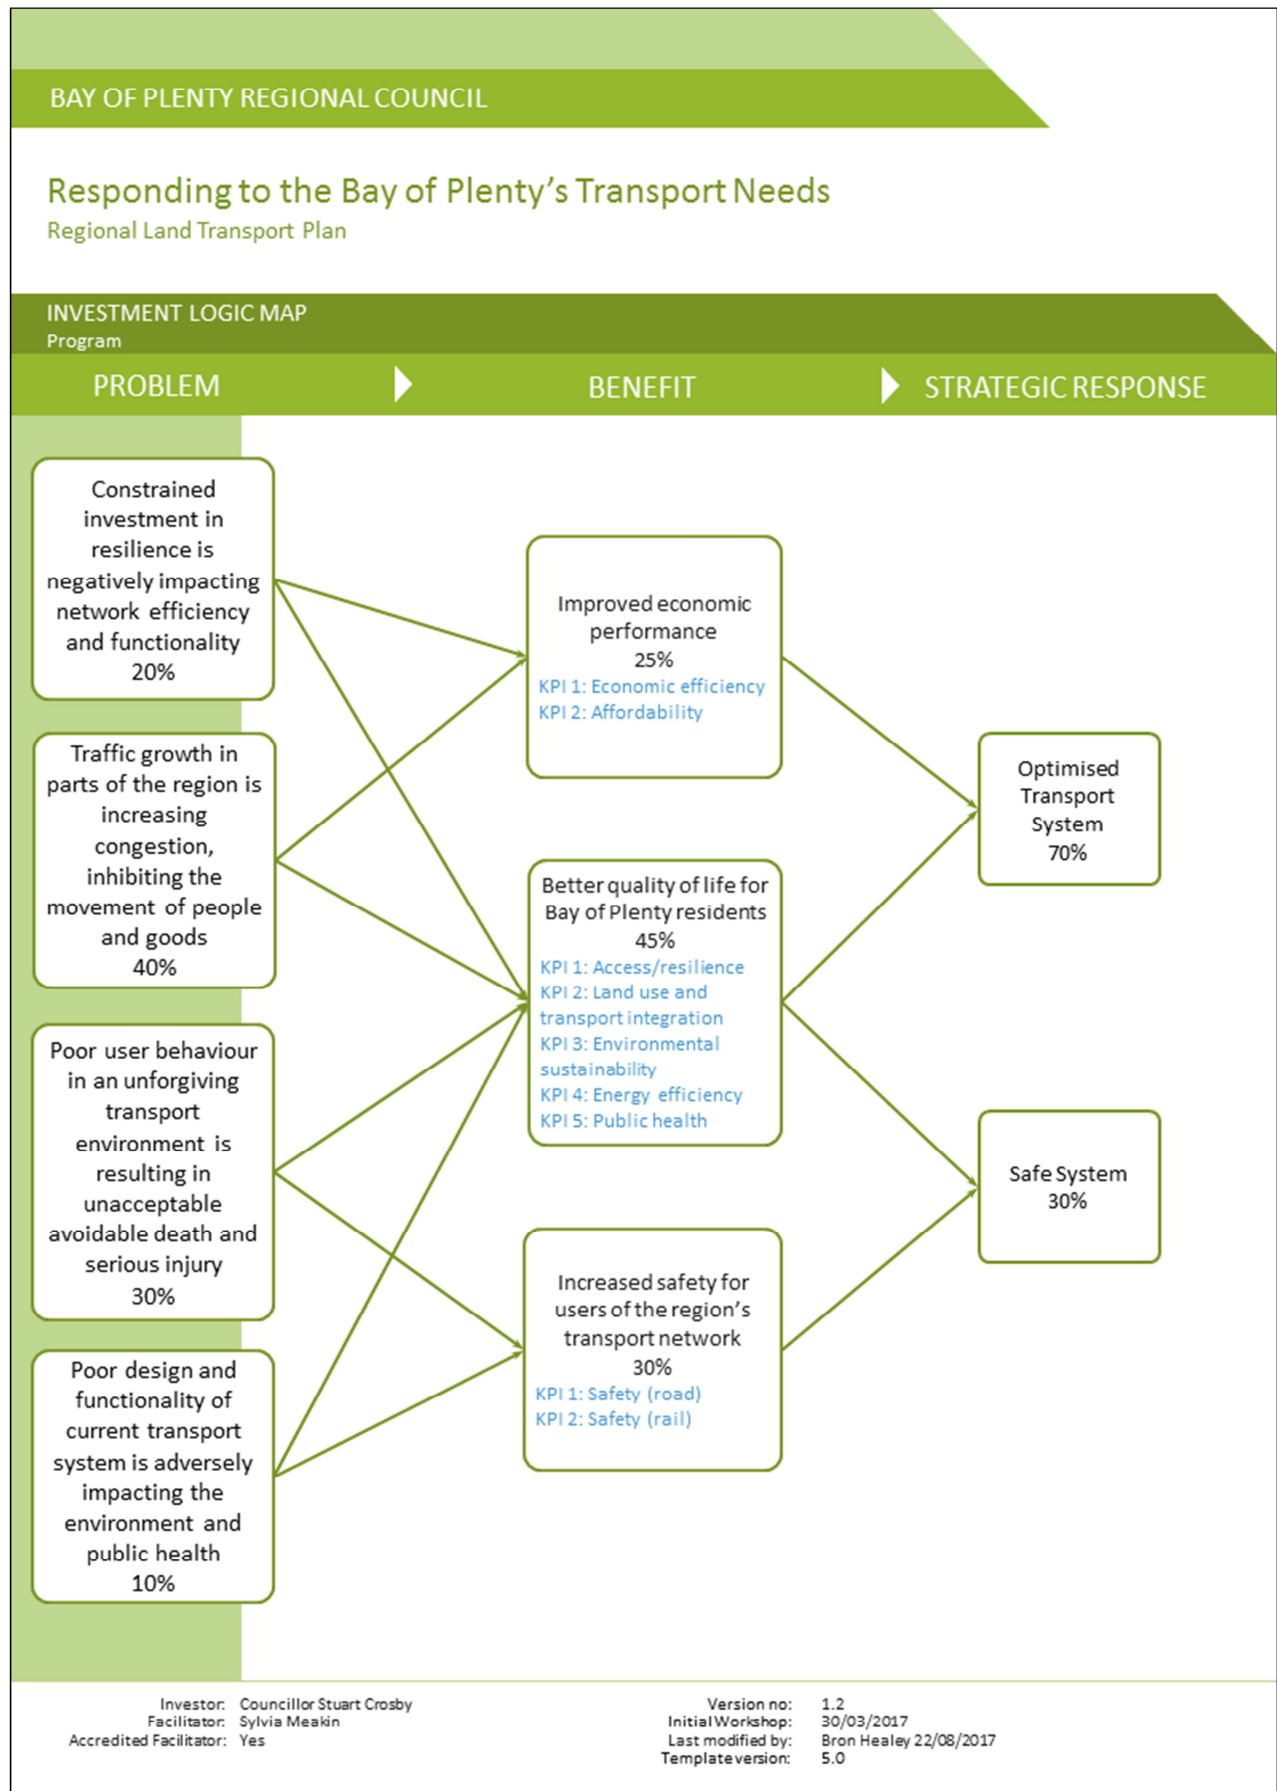 BAY OF PLENTY REGIONAL COUNCIL
Responding to the Bay of Plenty's Transport Needs
Regional Land Transport Plan
INVESTMENT LOGIC MAP
Program
PROBLEM
BENEFIT
STRATEGIC RESPONSE
Constrained
investment in
resilience is
negatively impacting
network efficiency
and functionality
20%
Traffic growth in
parts of the region is
increasing
congestion,
inhibiting the
movement of people
and goods
40%
Poor user behaviour
in an unforgiving
transport
environment is
resulting in
unacceptable
avoidable death and
serious injury
30%
Poor design and
functionality of
current transport
system is adversely
impacting the
environment and
public health
10%
Improved economic
performance
25%
KPI 1: Economic efficiency
KPI 2: Affordability
Better quality of life for
Bay of Plenty residents
45%
KPI 1: Access/resilience
KPI 2: Land use and
transport integration
KPI 3: Environmental
sustainability
KPI 4: Energy efficiency
KPI 5: Public health
Increased safety for
users of the region's
transport network
30%
KPI 1: Safety (road)
KPI 2: Safety (rail)
Optimised
Transport
System
70%
Safe System
30%
Investor: Councillor Stuart Crosby
Facilitator: Sylvia Meakin
Accredited Facilitator: Yes
Version no: 1.2
Initial Workshop: 30/03/2017
Last modified by: Bron Healey 22/08/2017
Template version: 5.0